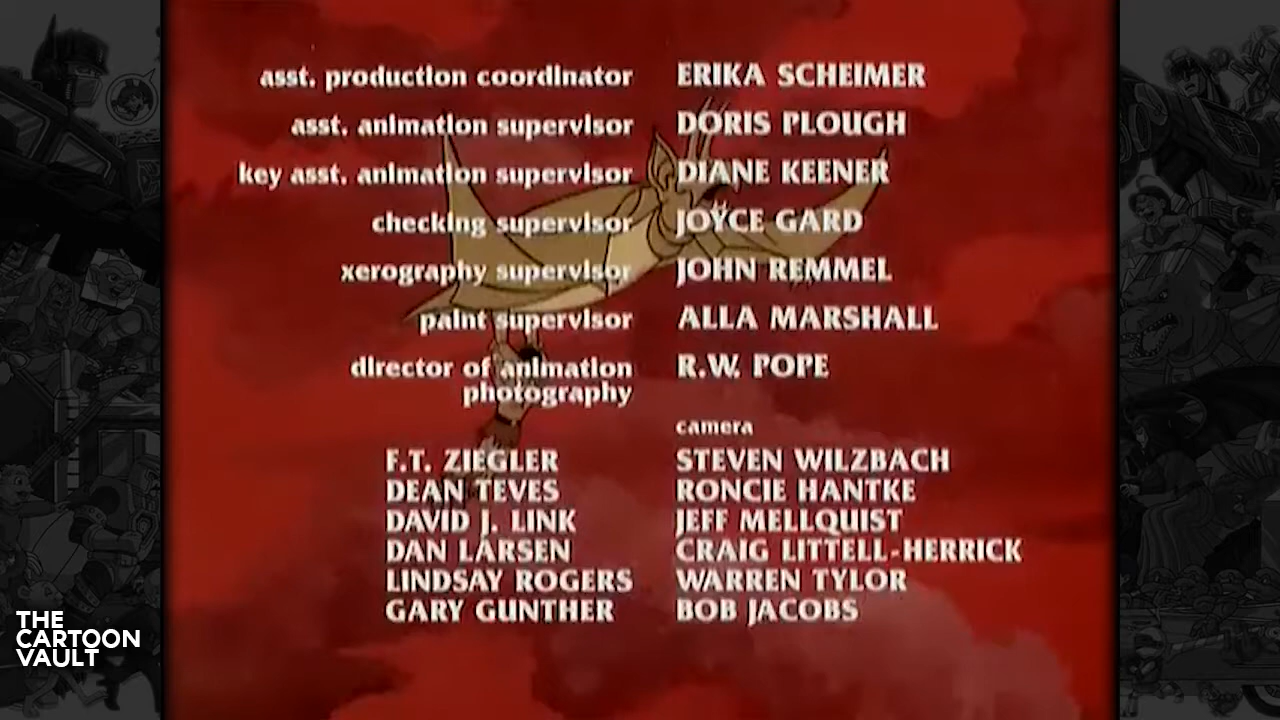 asst. production coordinator ERIKA SCHEIMER
asst. animation supervisor DORIS PLOUGH
key asst. animation supervisor DIANE KEENER
checking supervisor JOYCE GARD
xerography supervisor JOHN REMMEL
paint supervisor ALLA MARSHALL
director of animation R.W. POPE
photography
camera
F.T. ZIEGLER STEVEN WILZBACH
DEAN TEVES RONCIE HANTKE
DAVID J. LINK JEFF MELLQUIST
DAN LARSEN CRAIG LITTELL-HERRICK
LINDSAY ROGERS WARREN TYLOR
GARY GUNTHER BOB JACOBS
THE
CARTOON
VAULT